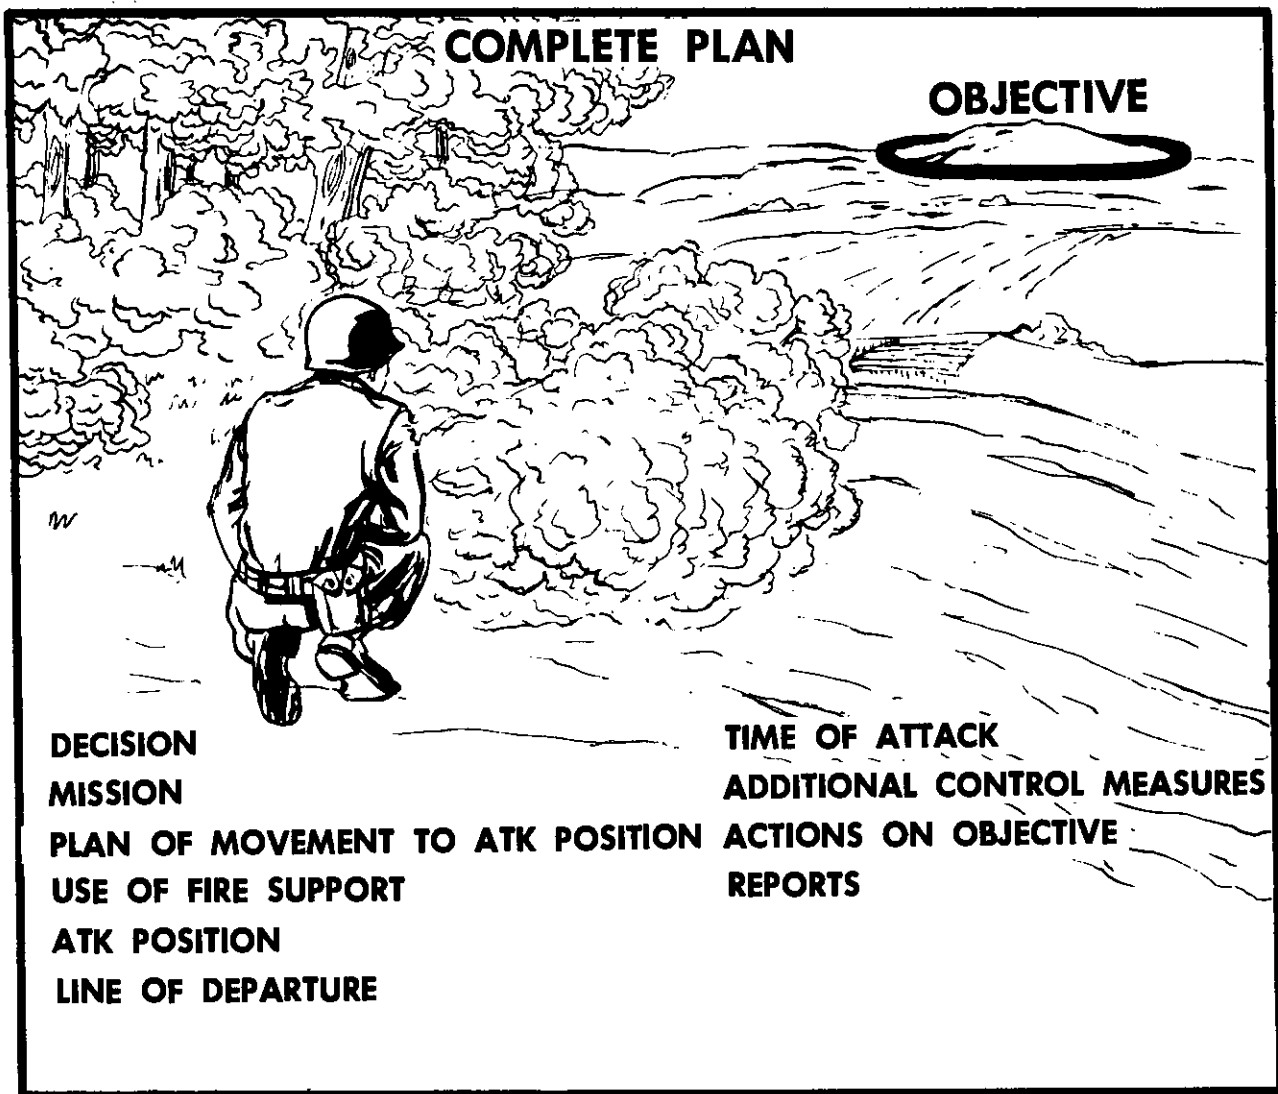 COMPLETE PLAN
OBJECTIVE
DECISION
MISSION
PLAN OF MOVEMENT TO ATK POSITION
USE OF FIRE SUPPORT
ATK POSITION
LINE OF DEPARTURE
TIME OF ATTACK
ADDITIONAL CONTROL MEASURES
ACTIONS ON OBJECTIVE
REPORTS